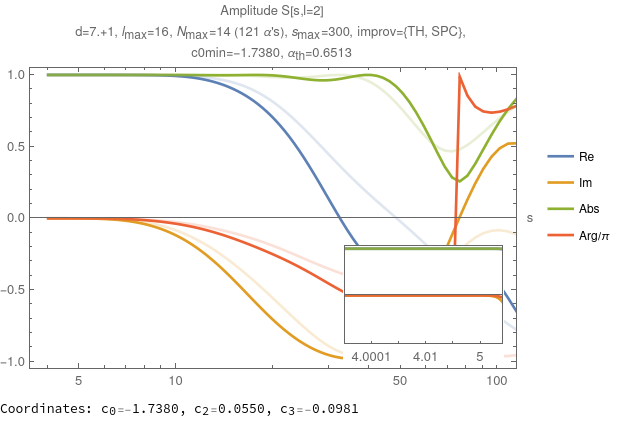 Amplitude S[s,l=2]
d=7.+1, lmax=16, Nmax=14 (121 α's), smax=300, improv={TH, SPC},
c0min=−1.7380, αth=0.6513
1.0
0.5
0.0
−0.5
−1.0
5
10
50
100
s
4.0001
4.01
5
Re
Im
Abs
Arg/π
Coordinates: c0=−1.7380, c2=0.0550, c3=−0.0981